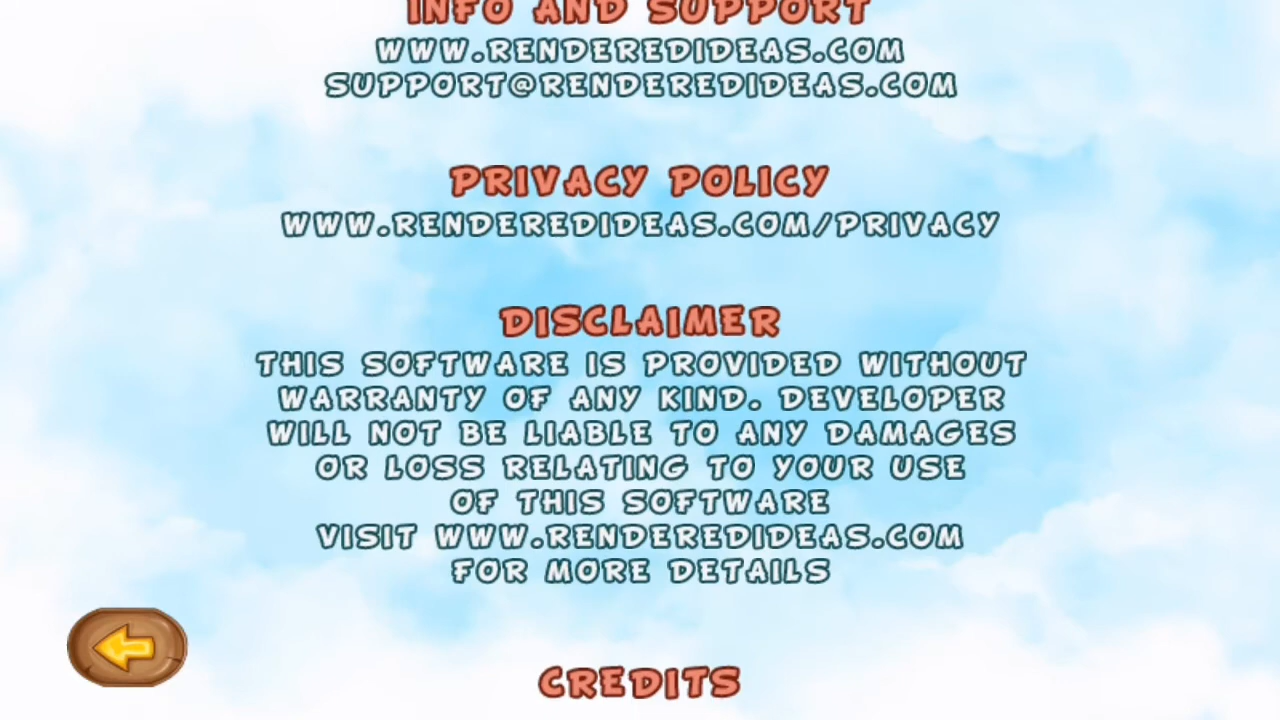 INFO AND SUPPORT
WWW.RENDEREDIDEAS.COM
SUPPORT@RENDEREDIDEAS.COM
PRIVACY POLICY
WWW.RENDEREDIDEAS.COM/PRIVACY
DISCLAIMER
THIS SOFTWARE IS PROVIDED WITHOUT
WARRANTY OF ANY KIND. DEVELOPER
WILL NOT BE LIABLE TO ANY DAMAGES
OR LOSS RELATING TO YOUR USE
OF THIS SOFTWARE
VISIT WWW.RENDEREDIDEAS.COM
FOR MORE DETAILS
CREDITS